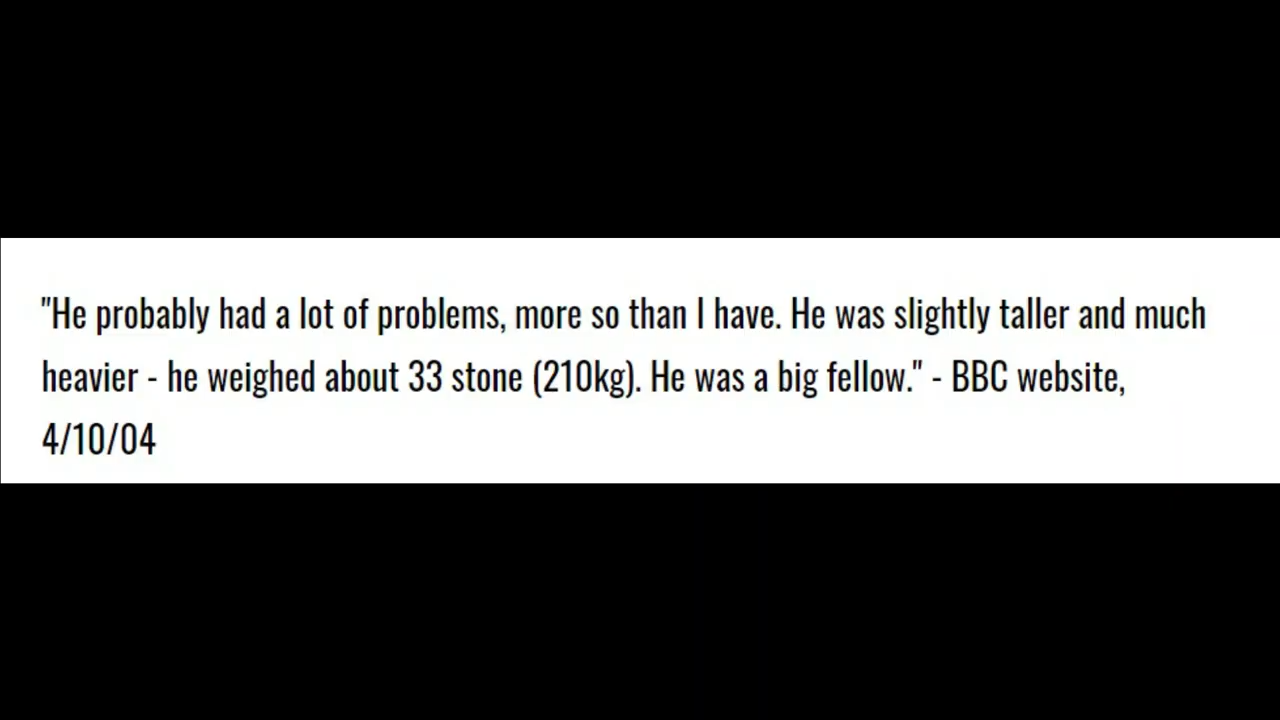 "He probably had a lot of problems, more so than I have. He was slightly taller and much
heavier - he weighed about 33 stone (210kg). He was a big fellow." - BBC website,
4/10/04